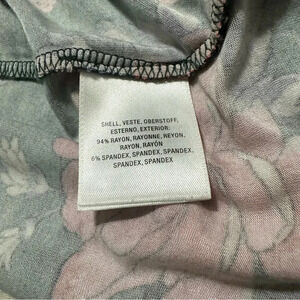 SHELL, VESTE, OBERSTOFF,
ESTERNO, EXTERIOR:
94% RAYON, RAYONNE, REYON,
RAYON, RAYÓN
6% SPANDEX, SPANDEX, SPANDEX,
SPANDEX, SPANDEX